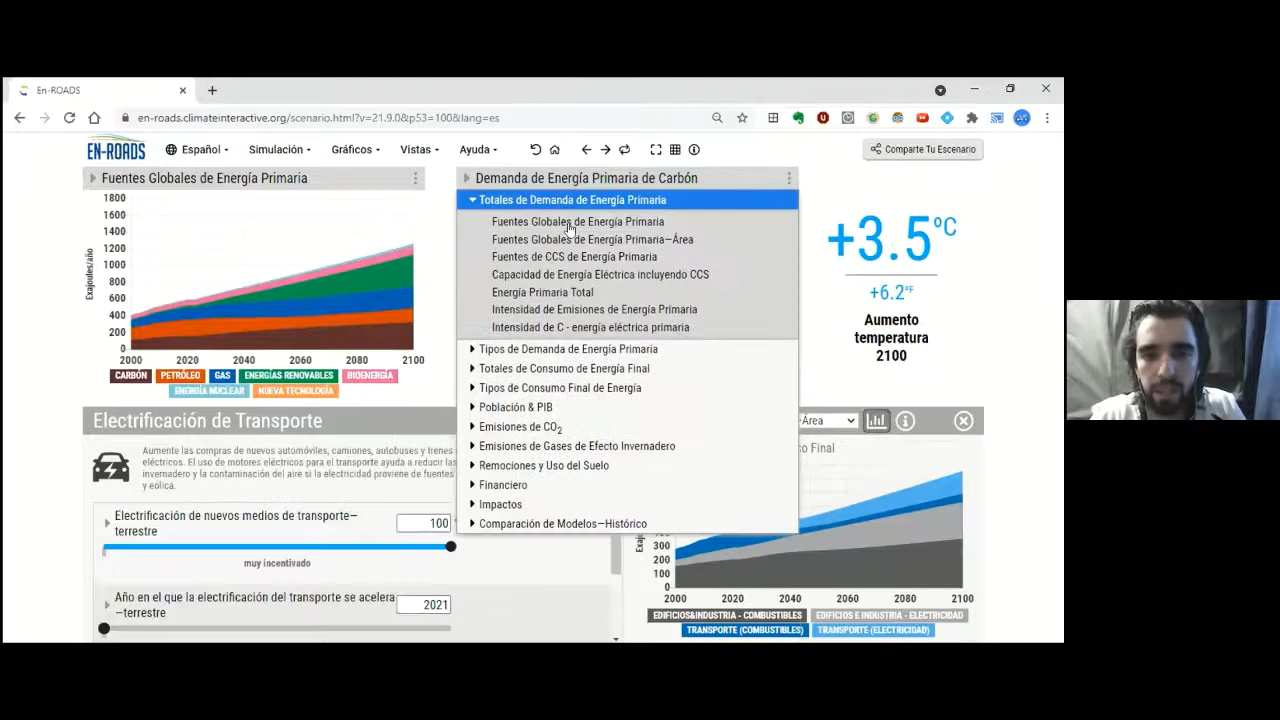 En-ROADS
en-roads.climateinteractive.org/scenario.html?v=21.9.0&p53=100&lang=es
EN-ROADS
Español
Simulación
Gráficos
Vistas
Ayuda
Comparte Tu Escenario
Fuentes Globales de Energía Primaria
Exajoules/año
1800
1600
1400
1200
1000
800
600
400
200
0
2000 2020 2040 2060 2080 2100
CARBÓN PETRÓLEO GAS ENERGÍAS RENOVABLES BIOENERGÍA
ENERGÍA NUCLEAR NUEVA TECNOLOGÍA
Demanda de Energía Primaria de Carbón
Totales de Demanda de Energía Primaria
Fuentes Globales de Energía Primaria
Fuentes Globales de Energía Primaria—Área
Fuentes de CCS de Energía Primaria
Capacidad de Energía Eléctrica incluyendo CCS
Energía Primaria Total
Intensidad de Emisiones de Energía Primaria
Intensidad de C - energía eléctrica primaria
Tipos de Demanda de Energía Primaria
Totales de Consumo de Energía Final
Tipos de Consumo Final de Energía
Población & PIB
Emisiones de CO2
Emisiones de Gases de Efecto Invernadero
Remociones y Uso del Suelo
Financiero
Impactos
Comparación de Modelos—Histórico
+3.5 °C
+6.2°F
Aumento
temperatura
2100
Electrificación de Transporte
Aumente las compras de nuevos automóviles, camiones, autobuses y trenes
eléctricos. El uso de motores eléctricos para el transporte ayuda a reducir las
invernadero y la contaminación del aire si la electricidad proviene de fuentes
y eólica.
Electrificación de nuevos medios de transporte—
terrestre
100
muy incentivado
Año en el que la electrificación del transporte se acelera
—terrestre
2021
-Área
Final
300
200
100
0
2000 2020 2040 2060 2080 2100
EDIFICIOS&INDUSTRIA - COMBUSTIBLES EDIFICIOS E INDUSTRIA - ELECTRICIDAD
TRANSPORTE (COMBUSTIBLES) TRANSPORTE (ELECTRICIDAD)